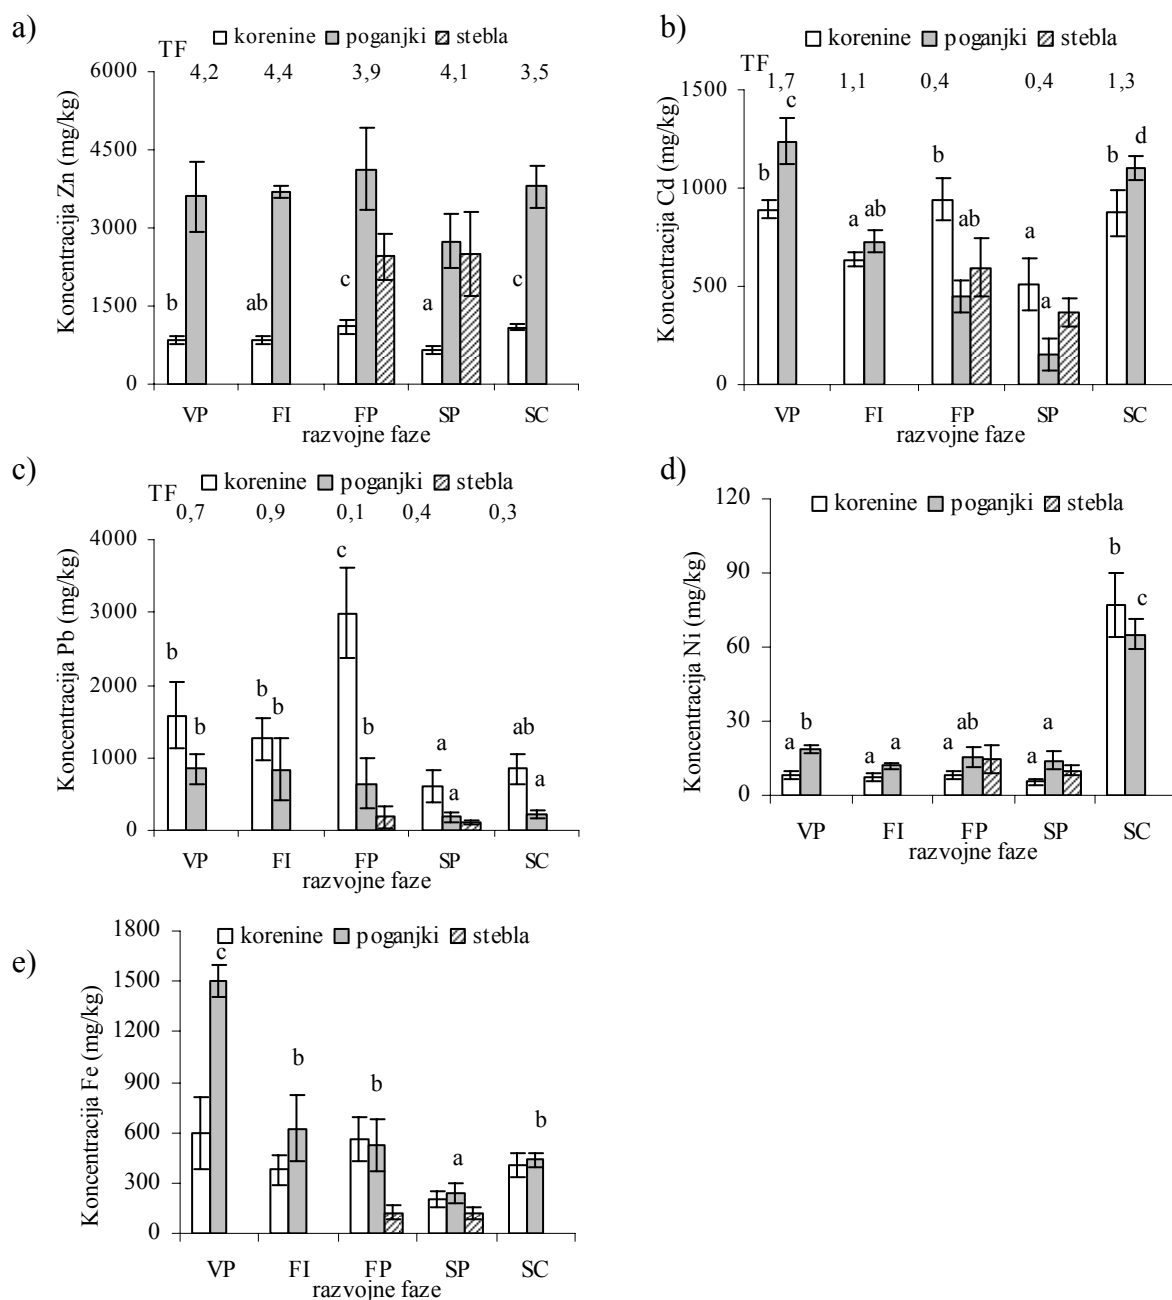 a)
korenine poganjki stebla
TF
4,2 4,4 3,9 4,1 3,5
Koncentracija Zn (mg/kg)
6000
4500
3000
1500
0
b ab c a c
VP FI FP SP SC
razvojne faze
b)
korenine poganjki stebla
TF
1,7 1,1 0,4 0,4 1,3
Koncentracija Cd (mg/kg)
1500
1000
500
0
b c a ab b ab a a b d
VP FI FP SP SC
razvojne faze
c)
korenine poganjki stebla
TF
0,7 0,9 0,1 0,4 0,3
Koncentracija Pb (mg/kg)
4000
3000
2000
1000
0
b b b b c b a a ab a
VP FI FP SP SC
razvojne faze
d)
korenine poganjki stebla
Koncentracija Ni (mg/kg)
120
90
60
30
0
a b a a a ab a a b c
VP FI FP SP SC
razvojne faze
e)
korenine poganjki stebla
Koncentracija Fe (mg/kg)
1800
1500
1200
900
600
300
0
c b b a b
VP FI FP SP SC
razvojne faze